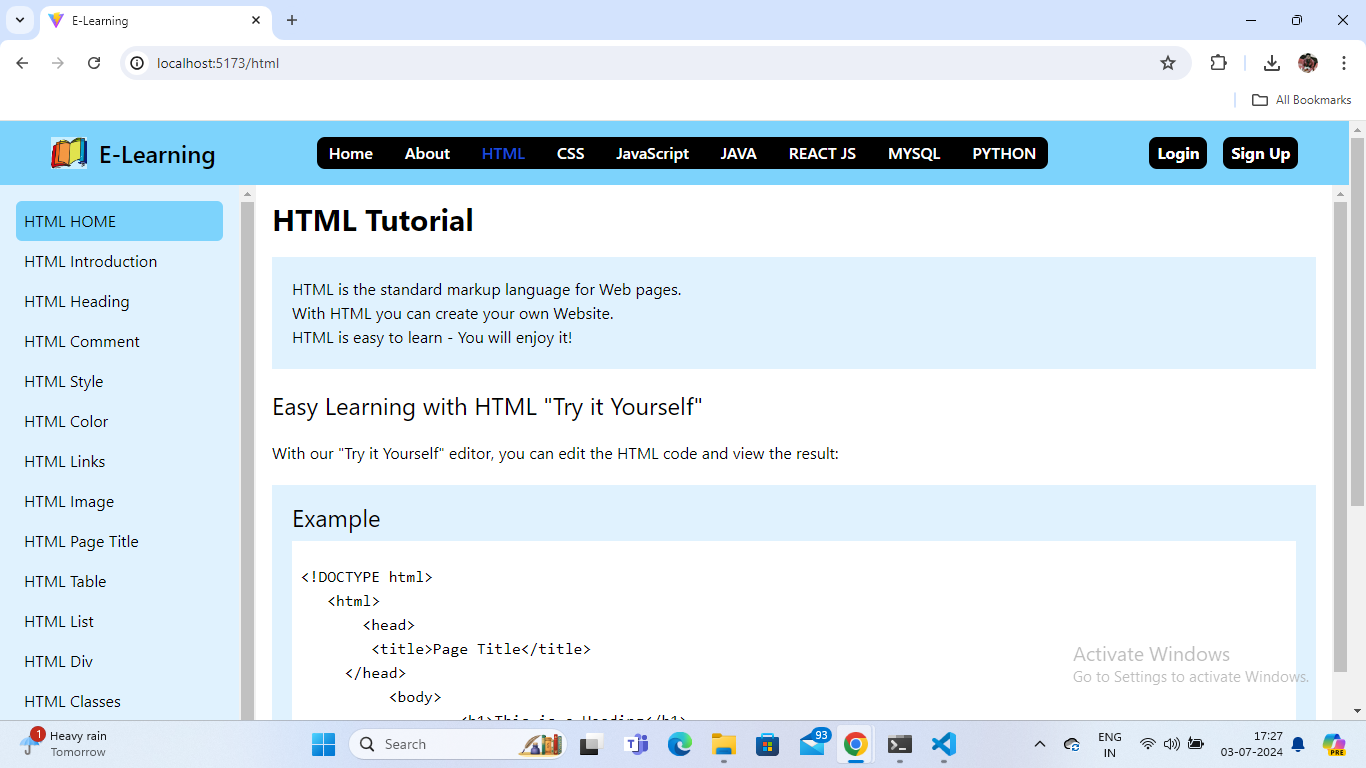 E-Learning
localhost:5173/html
All Bookmarks
E-Learning
Home About HTML CSS JavaScript JAVA REACT JS MYSQL PYTHON
Login Sign Up
HTML HOME
HTML Introduction
HTML Heading
HTML Comment
HTML Style
HTML Color
HTML Links
HTML Image
HTML Page Title
HTML Table
HTML List
HTML Div
HTML Classes
HTML Tutorial
HTML is the standard markup language for Web pages.
With HTML you can create your own Website.
HTML is easy to learn - You will enjoy it!
Easy Learning with HTML "Try it Yourself"
With our "Try it Yourself" editor, you can edit the HTML code and view the result:
Example
<!DOCTYPE html>
<html>
<head>
<title>Page Title</title>
</head>
<body>
<h1>This is a Heading</h1>
Activate Windows
Go to Settings to activate Windows.
1
Heavy rain
Tomorrow
Search
93
ENG
IN
17:27
03-07-2024
PRE